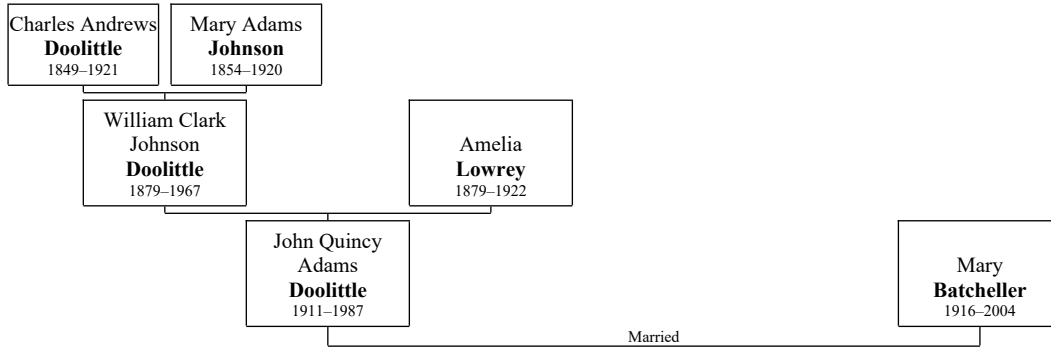 Charles Andrews
Doolittle
1849–1921
Mary Adams
Johnson
1854–1920
William Clark
Johnson
Doolittle
1879–1967
Amelia
Lowrey
1879–1922
John Quincy
Adams
Doolittle
1911–1987
Mary
Batcheller
1916–2004
Married